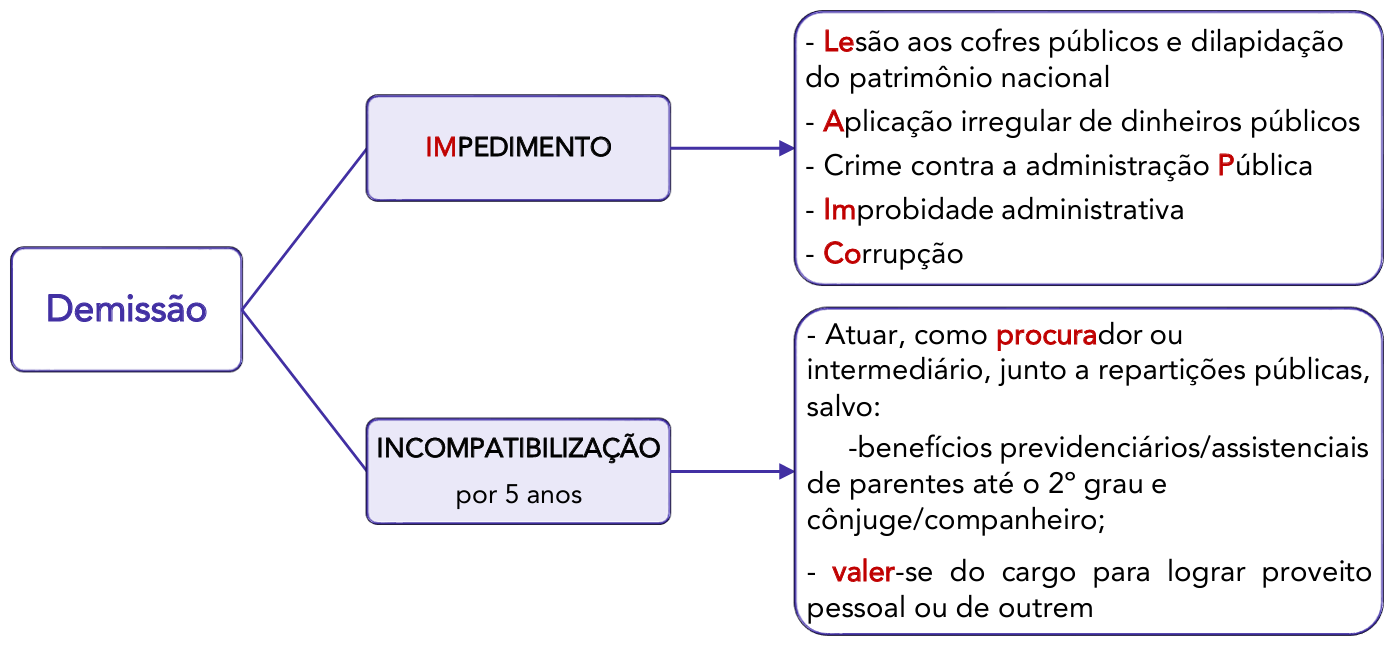 Demissão
IMPEDIMENTO
- Lesão aos cofres públicos e dilapidação
do patrimônio nacional
- Aplicação irregular de dinheiros públicos
- Crime contra a administração Pública
- Improbidade administrativa
- Corrupção
INCOMPATIBILIZAÇÃO
por 5 anos
- Atuar, como procurador ou
intermediário, junto a repartições públicas,
salvo:
-benefícios previdenciários/assistenciais
de parentes até o 2º grau e
cônjuge/companheiro;
- valer-se do cargo para lograr proveito
pessoal ou de outrem